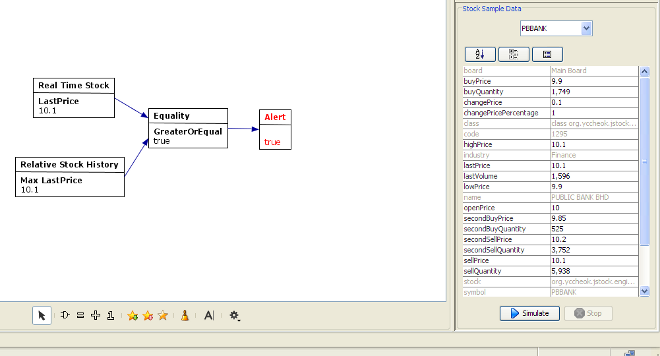 Stock Sample Data
PBBANK
Real Time Stock
LastPrice
10.1
Relative Stock History
Max LastPrice
10.1
Equality
GreaterOrEqual
true
Alert
true
board Main Board
buyPrice 9.9
buyQuantity 1,749
changePrice 0.1
changePricePercentage 1
class class org.yccheok.jstock....
code 1295
highPrice 10.1
industry Finance
lastPrice 10.1
lastVolume 1,596
lowPrice 9.9
name PUBLIC BANK BHD
openPrice 10
secondBuyPrice 9.85
secondBuyQuantity 525
secondSellPrice 10.2
secondSellQuantity 3,752
sellPrice 10.1
sellQuantity 5,938
stock org.yccheok.jstock.engi...
symbol PBBANK
Simulate Stop